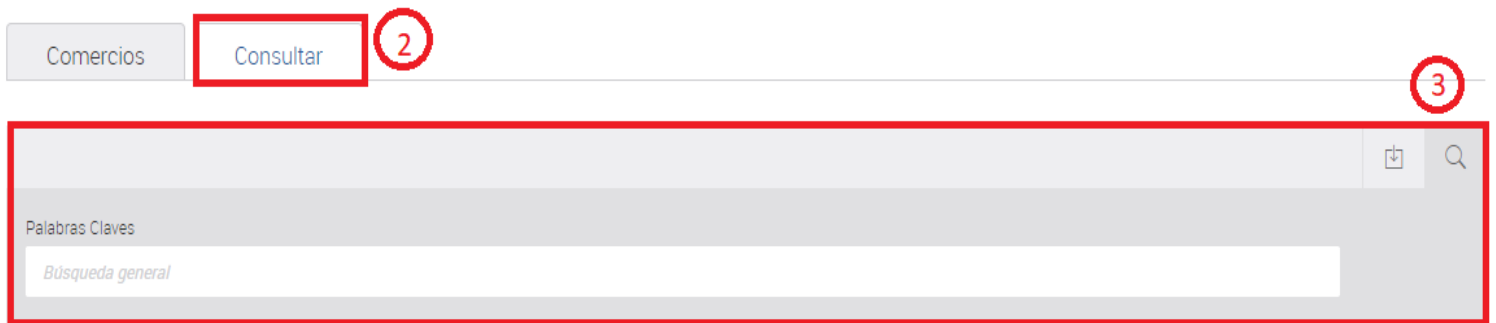 Comercios
Consultar
2
3
Palabras Claves
Búsqueda general